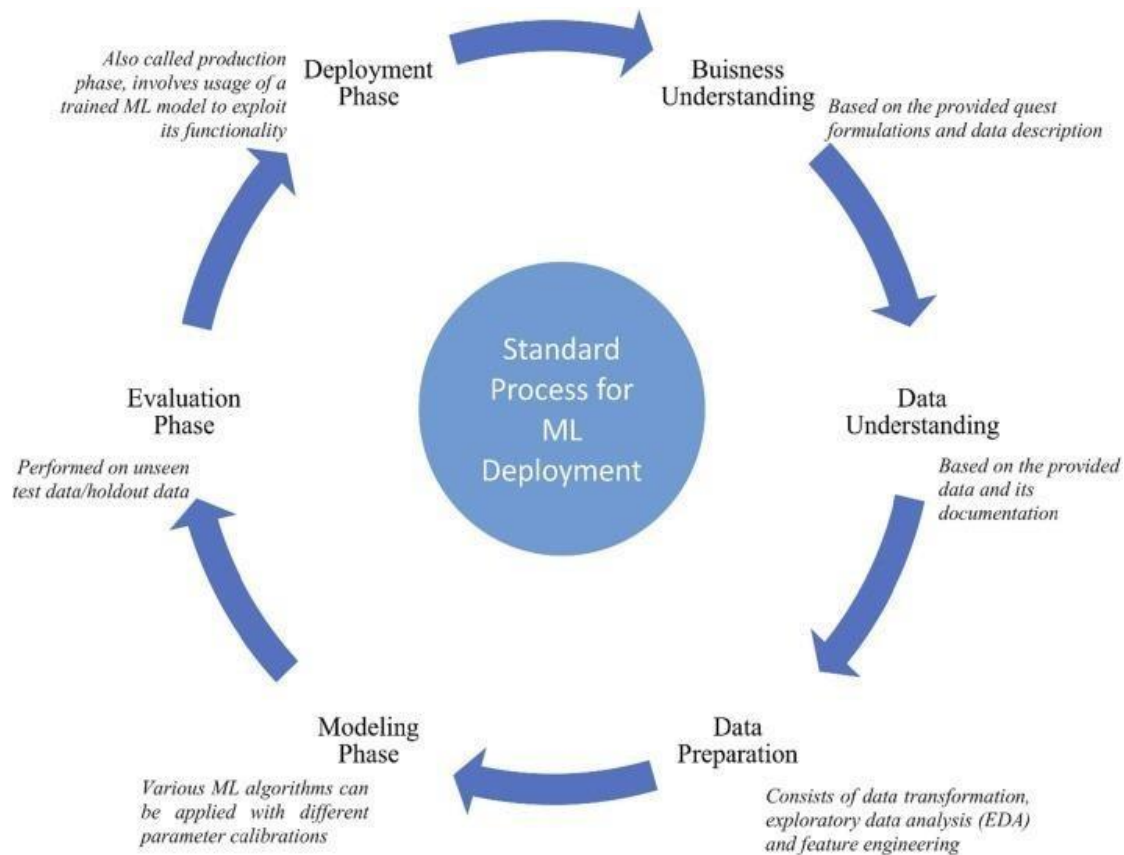 Deployment
Phase
Also called production
phase, involves usage of a
trained ML model to exploit
its functionality
Buisness
Understanding
Based on the provided quest
formulations and data description
Standard
Process for
ML
Deployment
Evaluation
Phase
Performed on unseen
test data/holdout data
Data
Understanding
Based on the provided
data and its
documentation
Modeling
Phase
Various ML algorithms can
be applied with different
parameter calibrations
Data
Preparation
Consists of data transformation,
exploratory data analysis (EDA)
and feature engineering